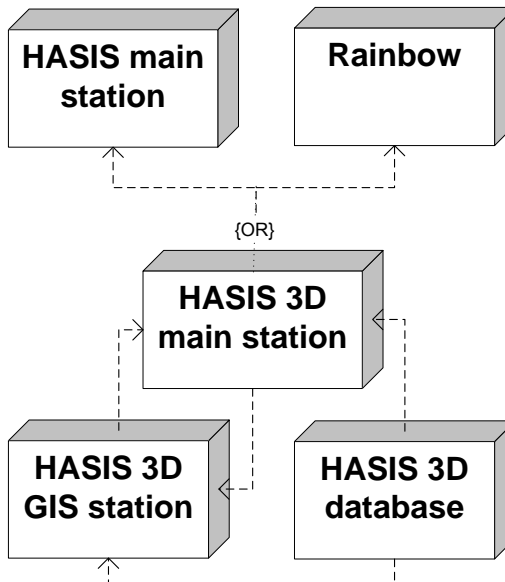 HASIS main
station
Rainbow
{OR}
HASIS 3D
main station
HASIS 3D
GIS station
HASIS 3D
database